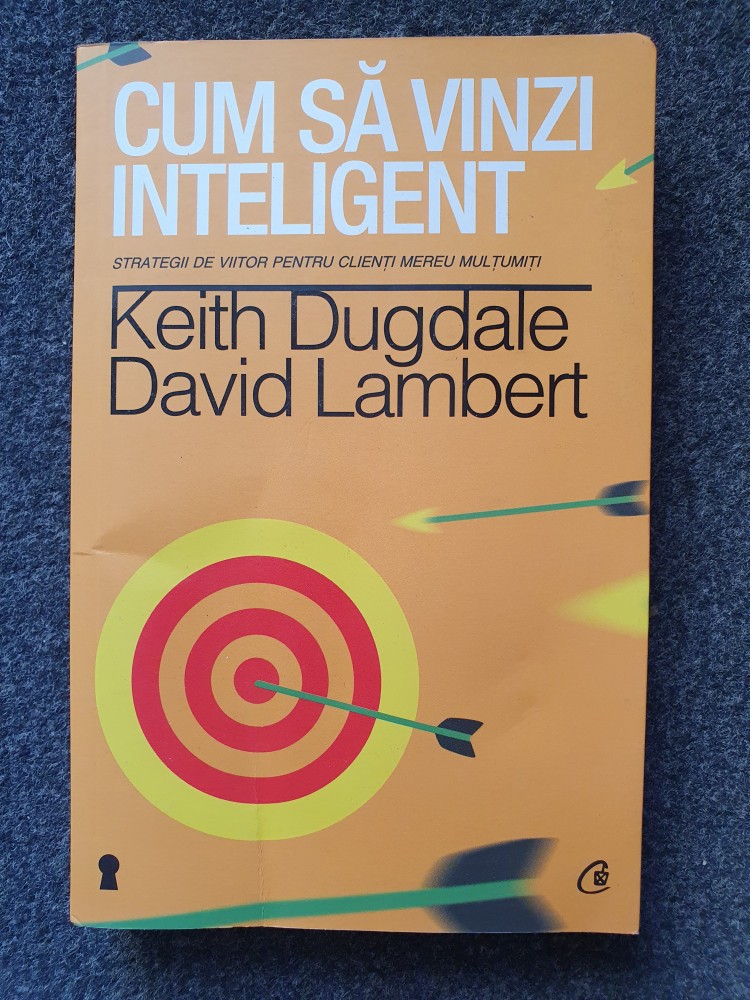 CUM SĂ VINZI
INTELIGENT
STRATEGII DE VIITOR PENTRU CLIENȚI MEREU MULȚUMIȚI
Keith Dugdale
David Lambert